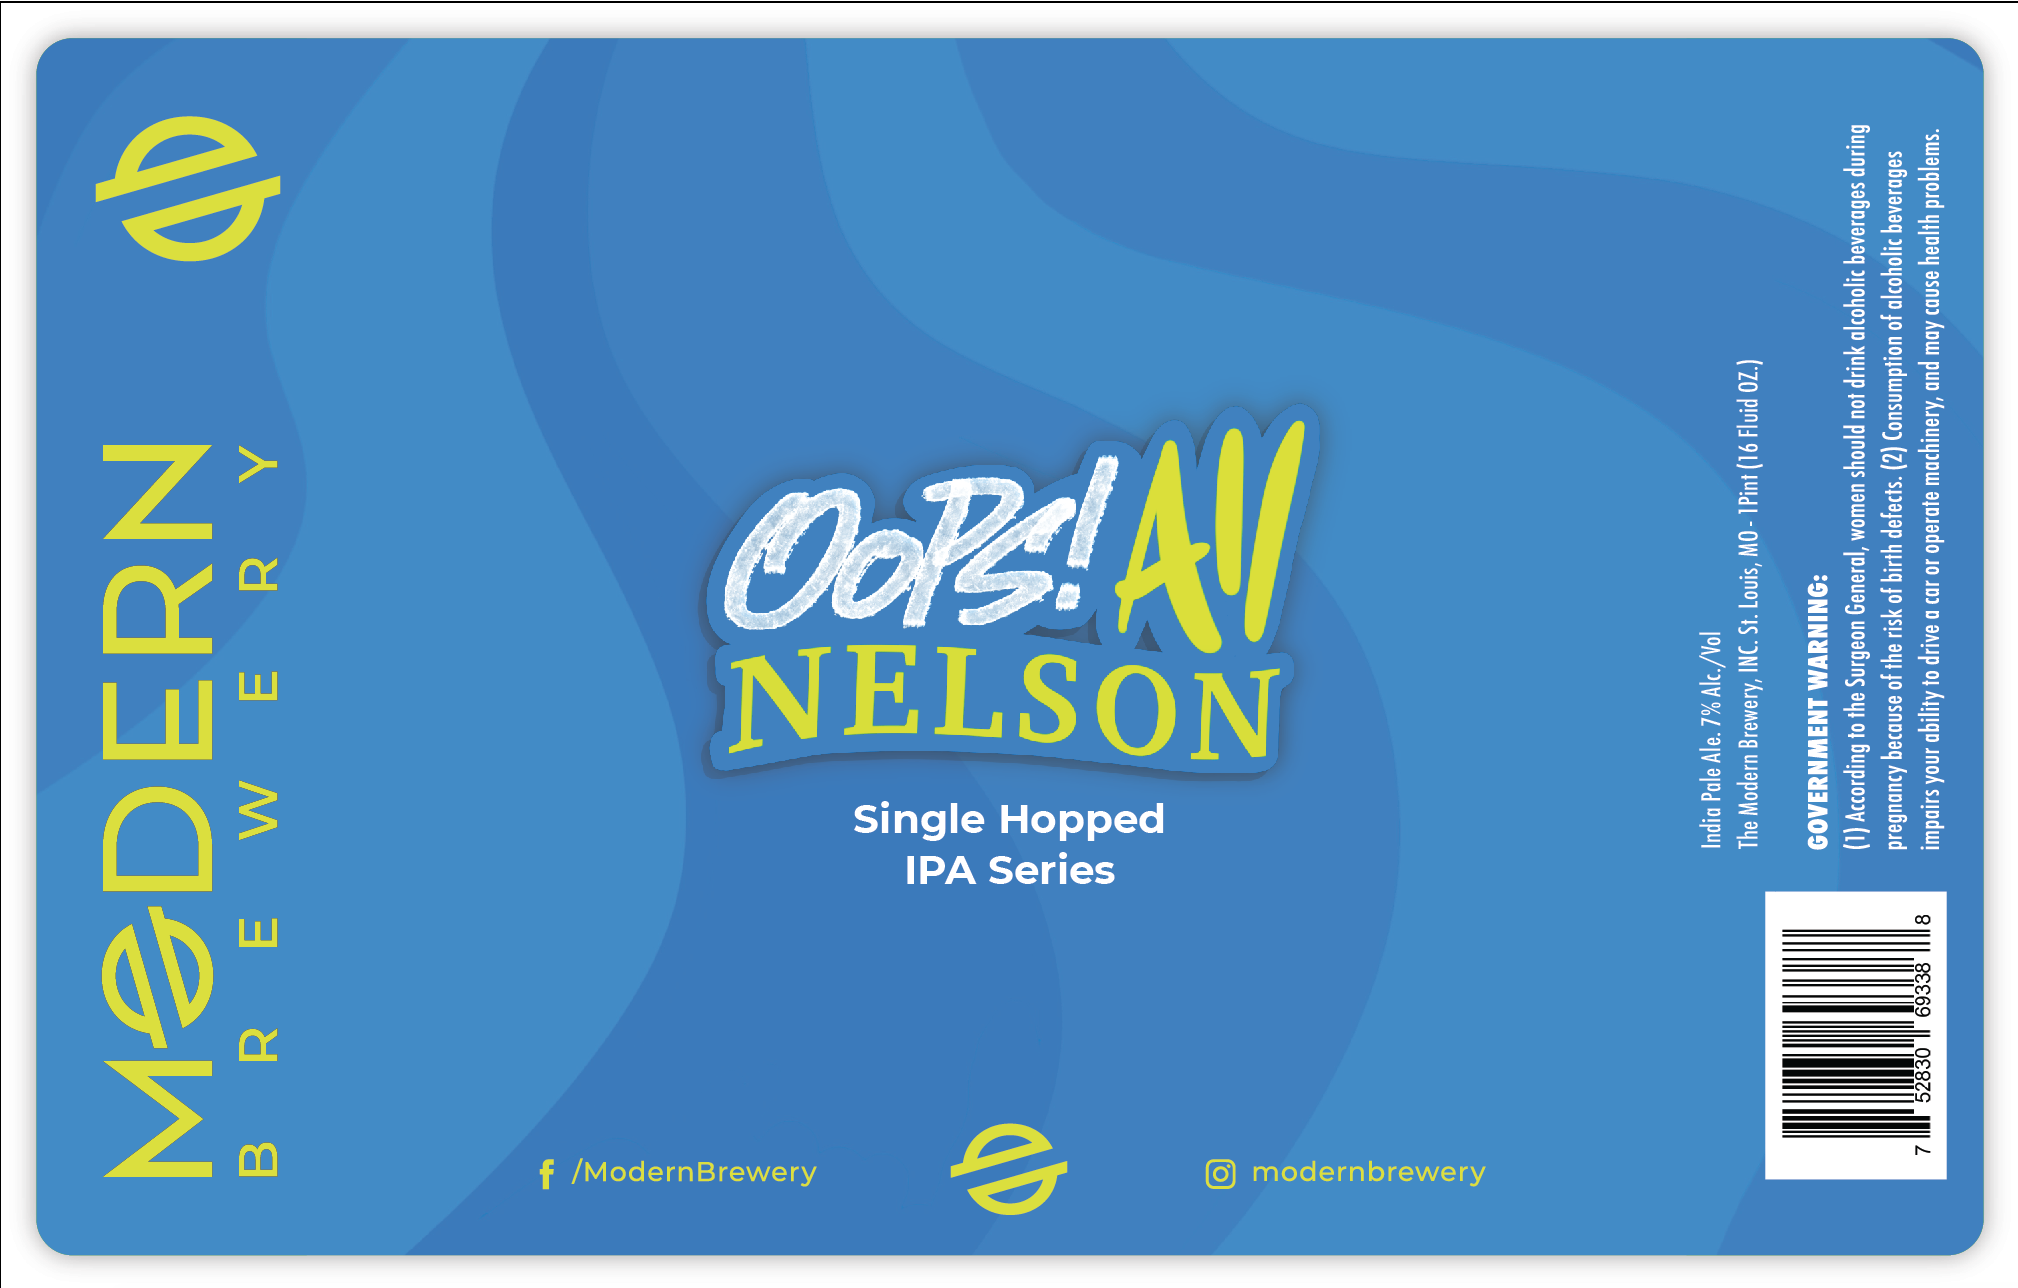 MODERN
BREWERY
OOPS! All
NELSON
Single Hopped
IPA Series
/ModernBrewery
modernbrewery
India Pale Ale. 7% Alc./Vol
The Modern Brewery, INC. St. Louis, MO - 1Pint (16 Fluid OZ.)
GOVERNMENT WARNING:
(1) According to the Surgeon General, women should not drink alcoholic beverages during
pregnancy because of the risk of birth defects. (2) Consumption of alcoholic beverages
impairs your ability to drive a car or operate machinery, and may cause health problems.
7 52830 69338 8